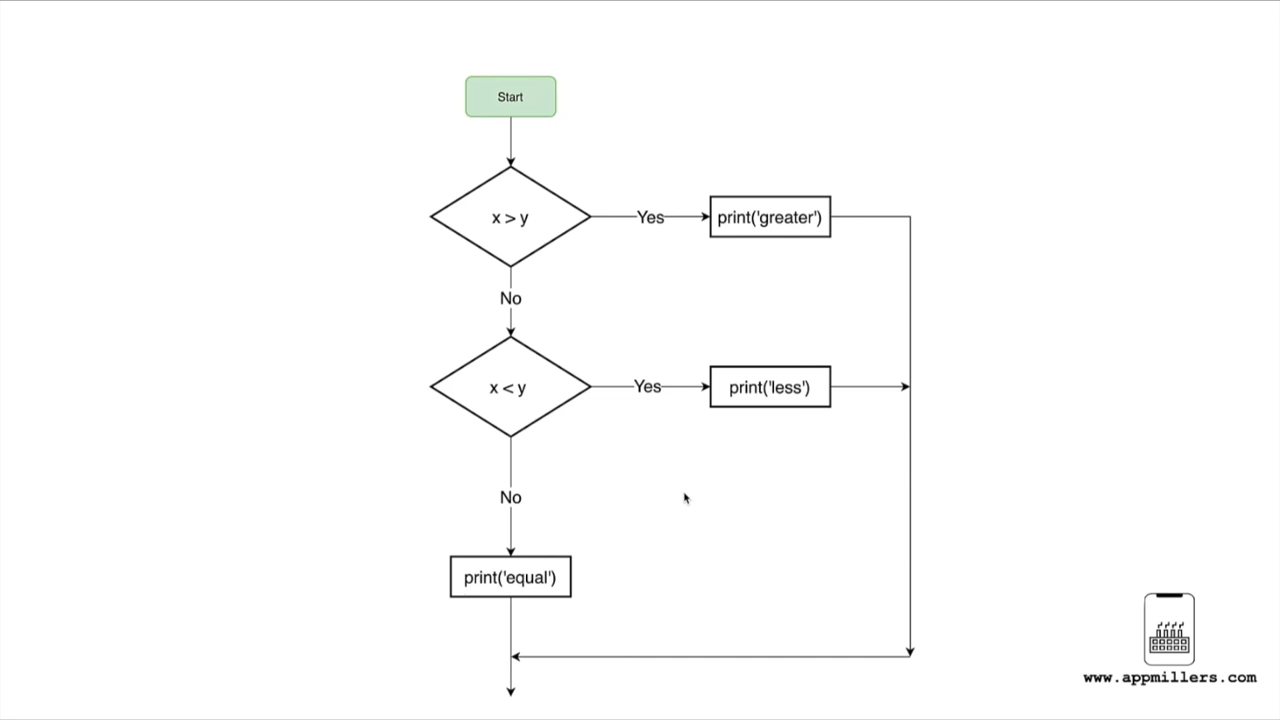 Start
x > y
Yes
print('greater')
No
x < y
Yes
print('less')
No
print('equal')
www.appmillers.com